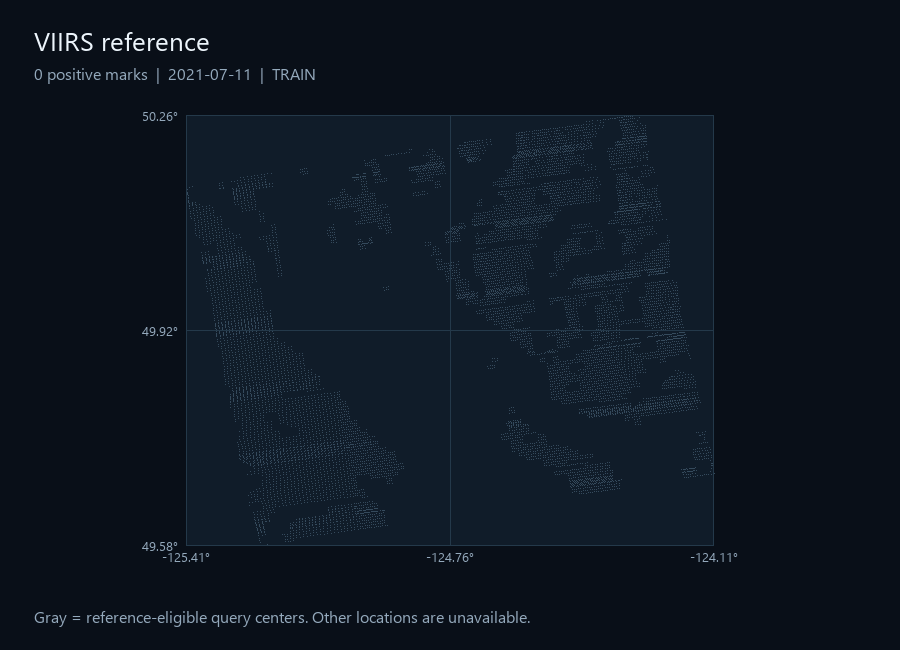 VIIRS reference
0 positive marks | 2021-07-11 | TRAIN
50.26°
49.92°
49.58°
-125.41°
-124.76°
-124.11°
Gray = reference-eligible query centers. Other locations are unavailable.